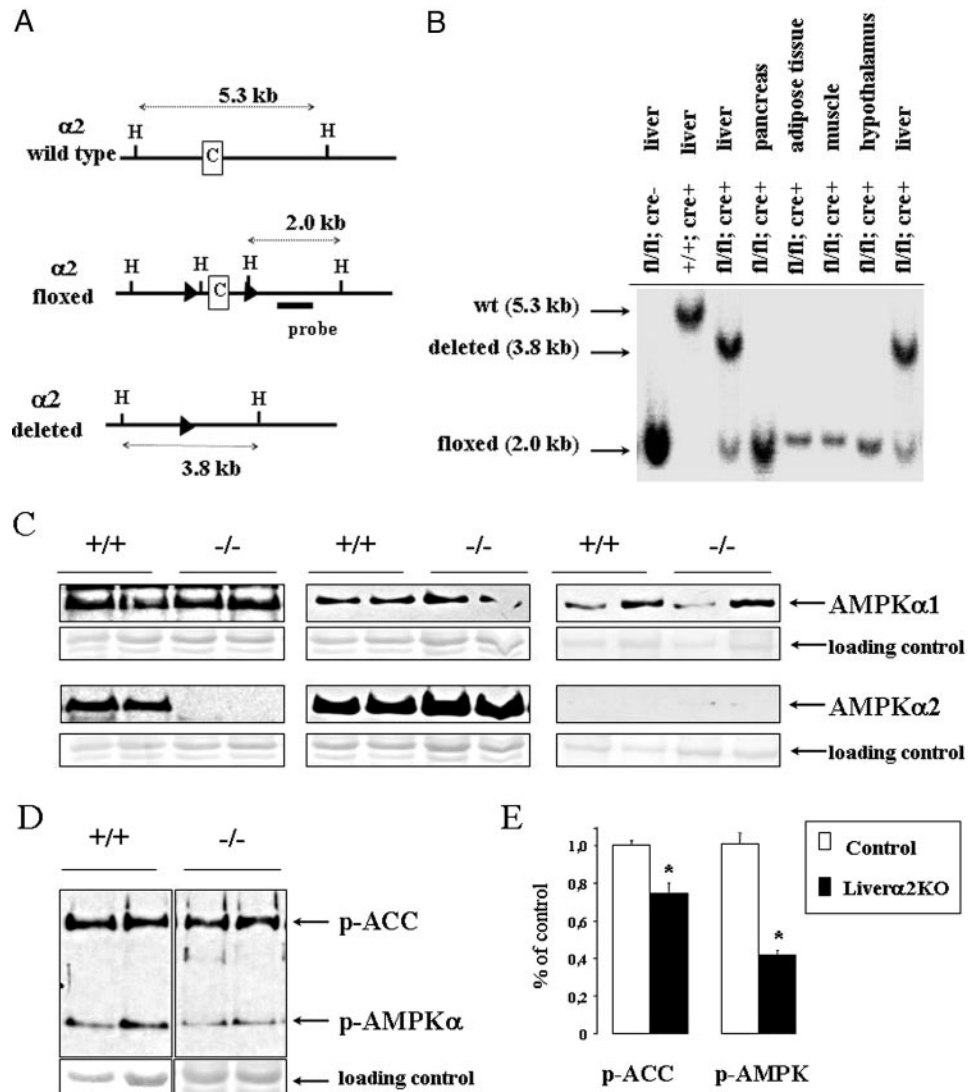 A
5.3 kb
α2
wild type
H
H
C
2.0 kb
α2
floxed
H
H
H
H
C
probe
α2
deleted
H
H
3.8 kb
B
liver
liver
liver
pancreas
adipose tissue
muscle
hypothalamus
liver
fl/fl; cre-
+/+; cre+
fl/fl; cre+
fl/fl; cre+
fl/fl; cre+
fl/fl; cre+
fl/fl; cre+
fl/fl; cre+
wt (5.3 kb)
deleted (3.8 kb)
floxed (2.0 kb)
C
+/+ -/- +/+ -/- +/+ -/-
AMPKα1
loading control
AMPKα2
loading control
D
+/+ -/-
p-ACC
p-AMPKα
loading control
E
% of control
1,0
0,8
0,6
0,4
0,2
0
*
*
p-ACC p-AMPK
Control
Liverα2KO